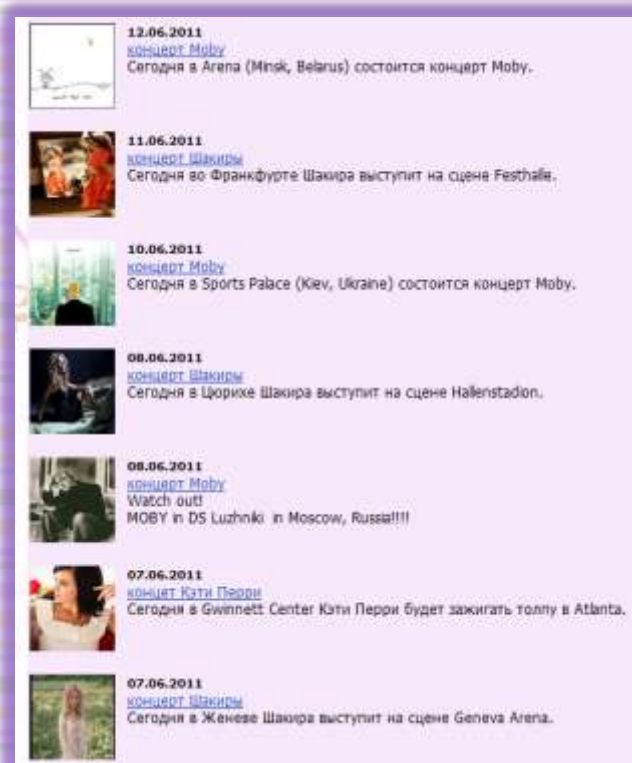 12.06.2011
концерт Moby
Сегодня в Arena (Minsk, Belarus) состоится концерт Moby.
11.06.2011
концерт Шакиры
Сегодня во Франкфурте Шакира выступит на сцене Festhalle.
10.06.2011
концерт Moby
Сегодня в Sports Palace (Kiev, Ukraine) состоится концерт Moby.
08.06.2011
концерт Шакиры
Сегодня в Цюрихе Шакира выступит на сцене Hallenstadion.
08.06.2011
концерт Moby
Watch out!
MOBY in DS Luzhniki in Moscow, Russia!!!!
07.06.2011
концет Кэти Перри
Сегодня в Gwinnett Center Кэти Перри будет зажигать толпу в Atlanta.
07.06.2011
концерт Шакиры
Сегодня в Женеве Шакира выступит на сцене Geneva Arena.